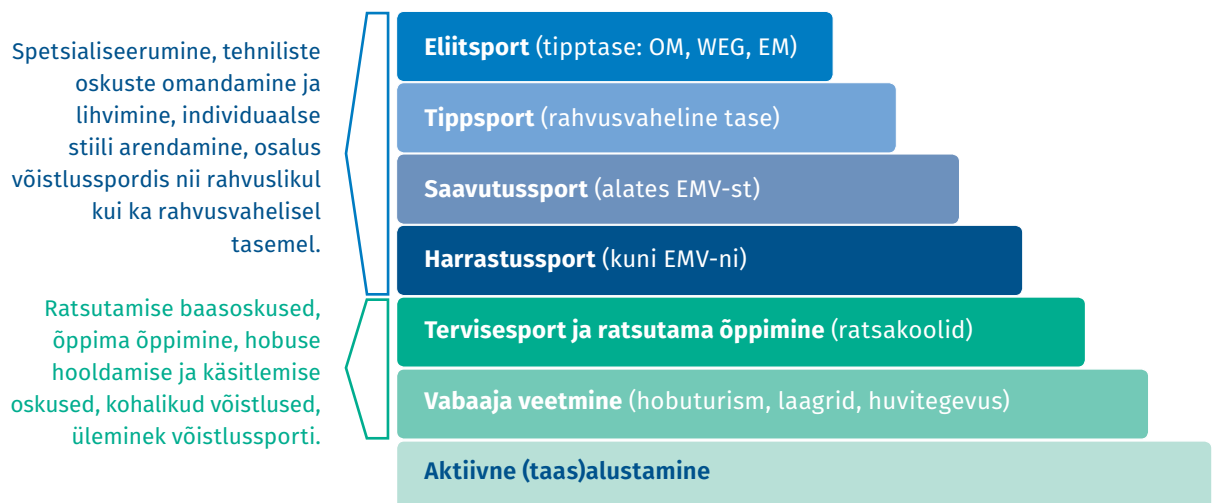 Spetsialiseerumine, tehniliste
oskuste omandamine ja
lihvimine, individuaalse
stiili arendamine, osalus
võistlusspordis nii rahvuslikul
kui ka rahvusvahelisel
tasemel.
Ratsutamise baasoskused,
õppima õppimine, hobuse
hooldamise ja käsitlemise
oskused, kohalikud võistlused,
üleminek võistlussporti.
Eliitsport (tipptase: OM, WEG, EM)
Tippsport (rahvusvaheline tase)
Saavutussport (alates EMV-st)
Harrastussport (kuni EMV-ni)
Tervisesport ja ratsutama õppimine (ratsakoolid)
Vabaaja veetmine (hobuturism, laagrid, huvitegevus)
Aktiivne (taas)alustamine